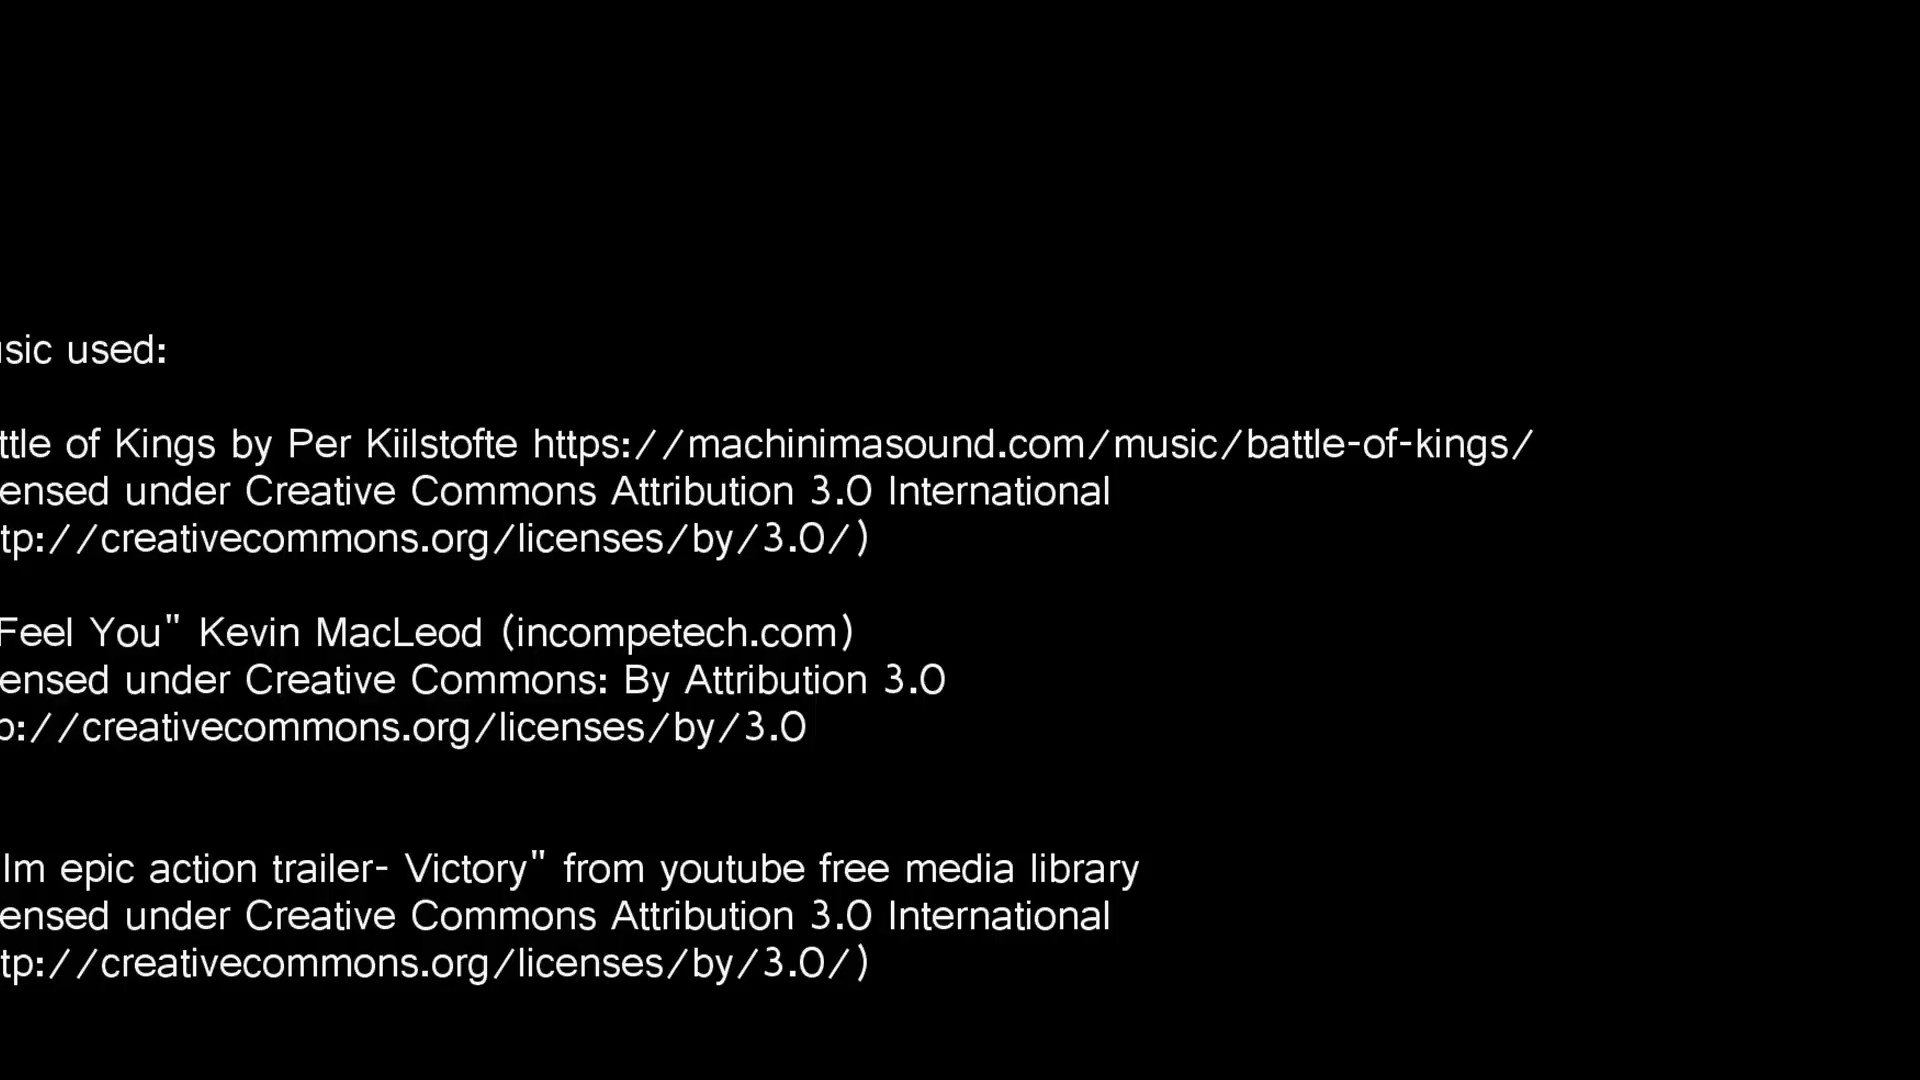 usic used:
ttle of Kings by Per Kiilstofte https://machinimasound.com/music/battle-of-kings/
ensed under Creative Commons Attribution 3.0 International
tp://creativecommons.org/licenses/by/3.0/)
Feel You" Kevin MacLeod (incompetech.com)
ensed under Creative Commons: By Attribution 3.0
p://creativecommons.org/licenses/by/3.0
lm epic action trailer- Victory" from youtube free media library
ensed under Creative Commons Attribution 3.0 International
tp://creativecommons.org/licenses/by/3.0/)